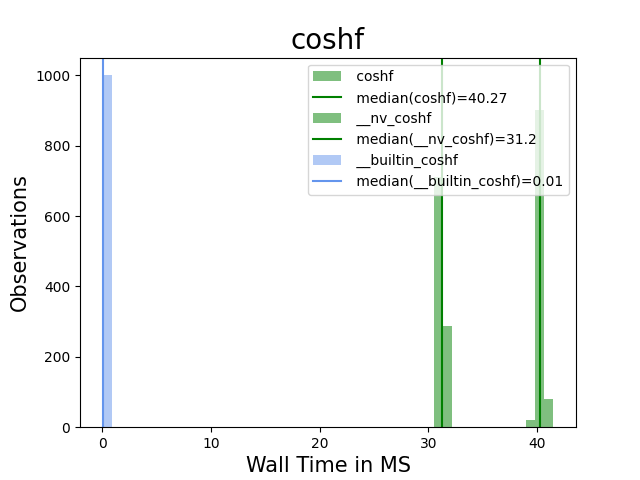 coshf
Observations
1000
800
600
400
200
0
coshf
median(coshf)=40.27
__nv_coshf
median(__nv_coshf)=31.2
__builtin_coshf
median(__builtin_coshf)=0.01
0 10 20 30 40
Wall Time in MS